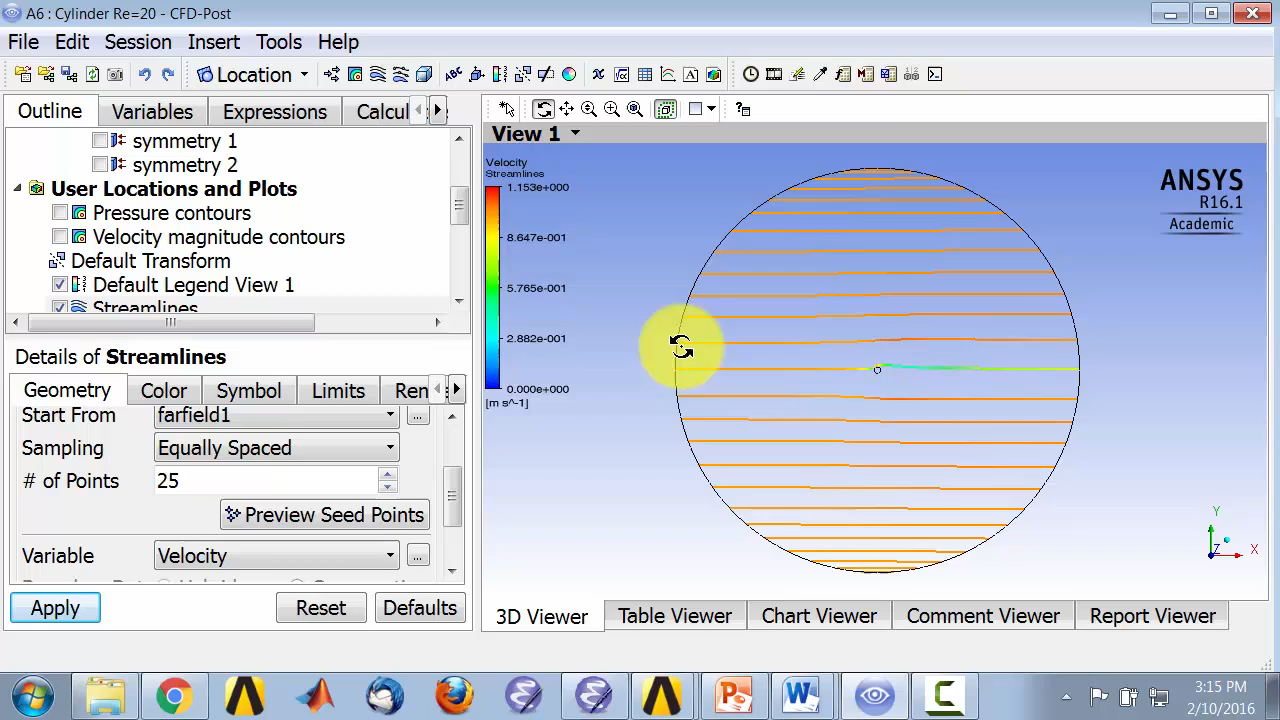 A6 : Cylinder Re=20 - CFD-Post
File Edit Session Insert Tools Help
Location
Outline Variables Expressions Calcul
symmetry 1
symmetry 2
User Locations and Plots
Pressure contours
Velocity magnitude contours
Default Transform
Default Legend View 1
Streamlines
Details of Streamlines
Geometry Color Symbol Limits Ren
Start From farfield1 ...
Sampling Equally Spaced
# of Points 25
Preview Seed Points
Variable Velocity ...
Apply Reset Defaults
View 1
Velocity
Streamlines
1.153e+000
8.647e-001
5.765e-001
2.882e-001
0.000e+000
[m s^-1]
ANSYS
R16.1
Academic
Y
Z X
3D Viewer Table Viewer Chart Viewer Comment Viewer Report Viewer
3:15 PM
2/10/2016